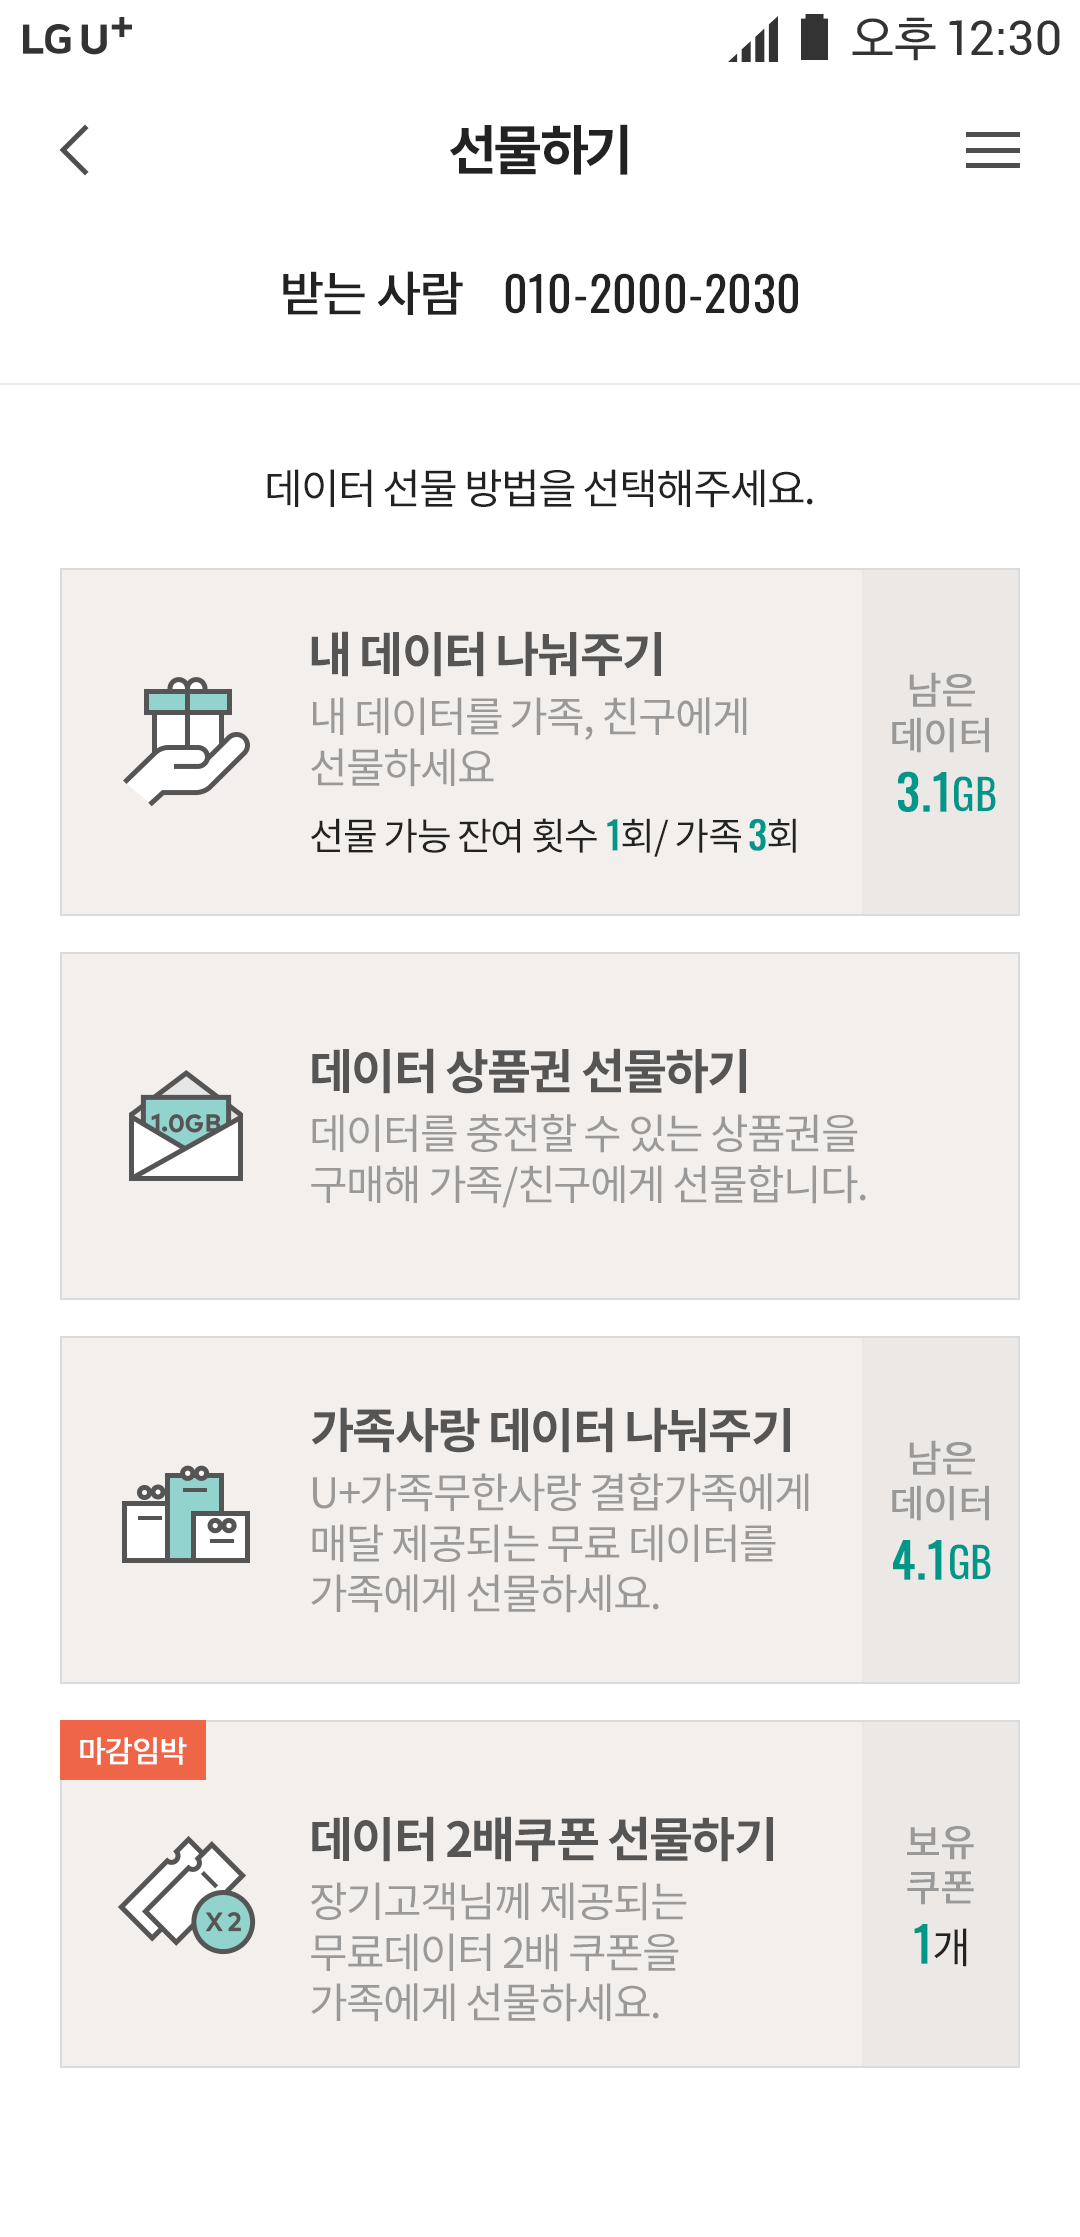 LG U+ 오후 12:30
선물하기
받는 사람 010-2000-2030
데이터 선물 방법을 선택해주세요.
내 데이터 나눠주기
내 데이터를 가족, 친구에게
선물하세요
선물 가능 잔여 횟수 1회/ 가족 3회
남은
데이터
3.1GB
1.0GB
데이터 상품권 선물하기
데이터를 충전할 수 있는 상품권을
구매해 가족/친구에게 선물합니다.
가족사랑 데이터 나눠주기
U+가족무한사랑 결합가족에게
매달 제공되는 무료 데이터를
가족에게 선물하세요.
남은
데이터
4.1GB
마감임박
X 2
데이터 2배쿠폰 선물하기
장기고객님께 제공되는
무료데이터 2배 쿠폰을
가족에게 선물하세요.
보유
쿠폰
1개